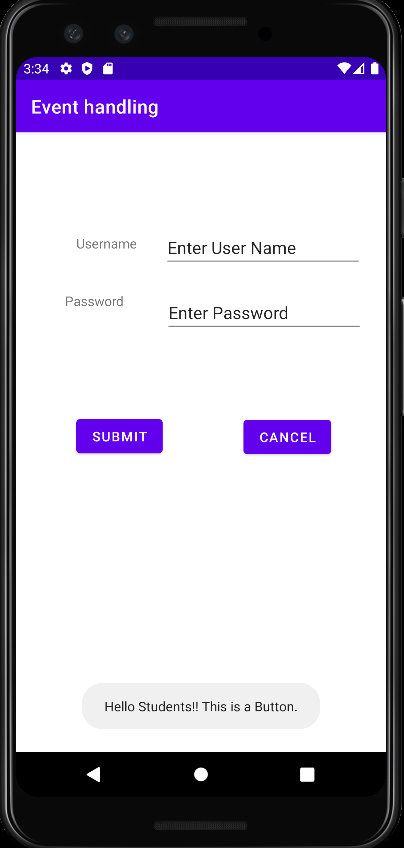 3:34
Event handling
Username
Enter User Name
Password
Enter Password
SUBMIT
CANCEL
Hello Students!! This is a Button.